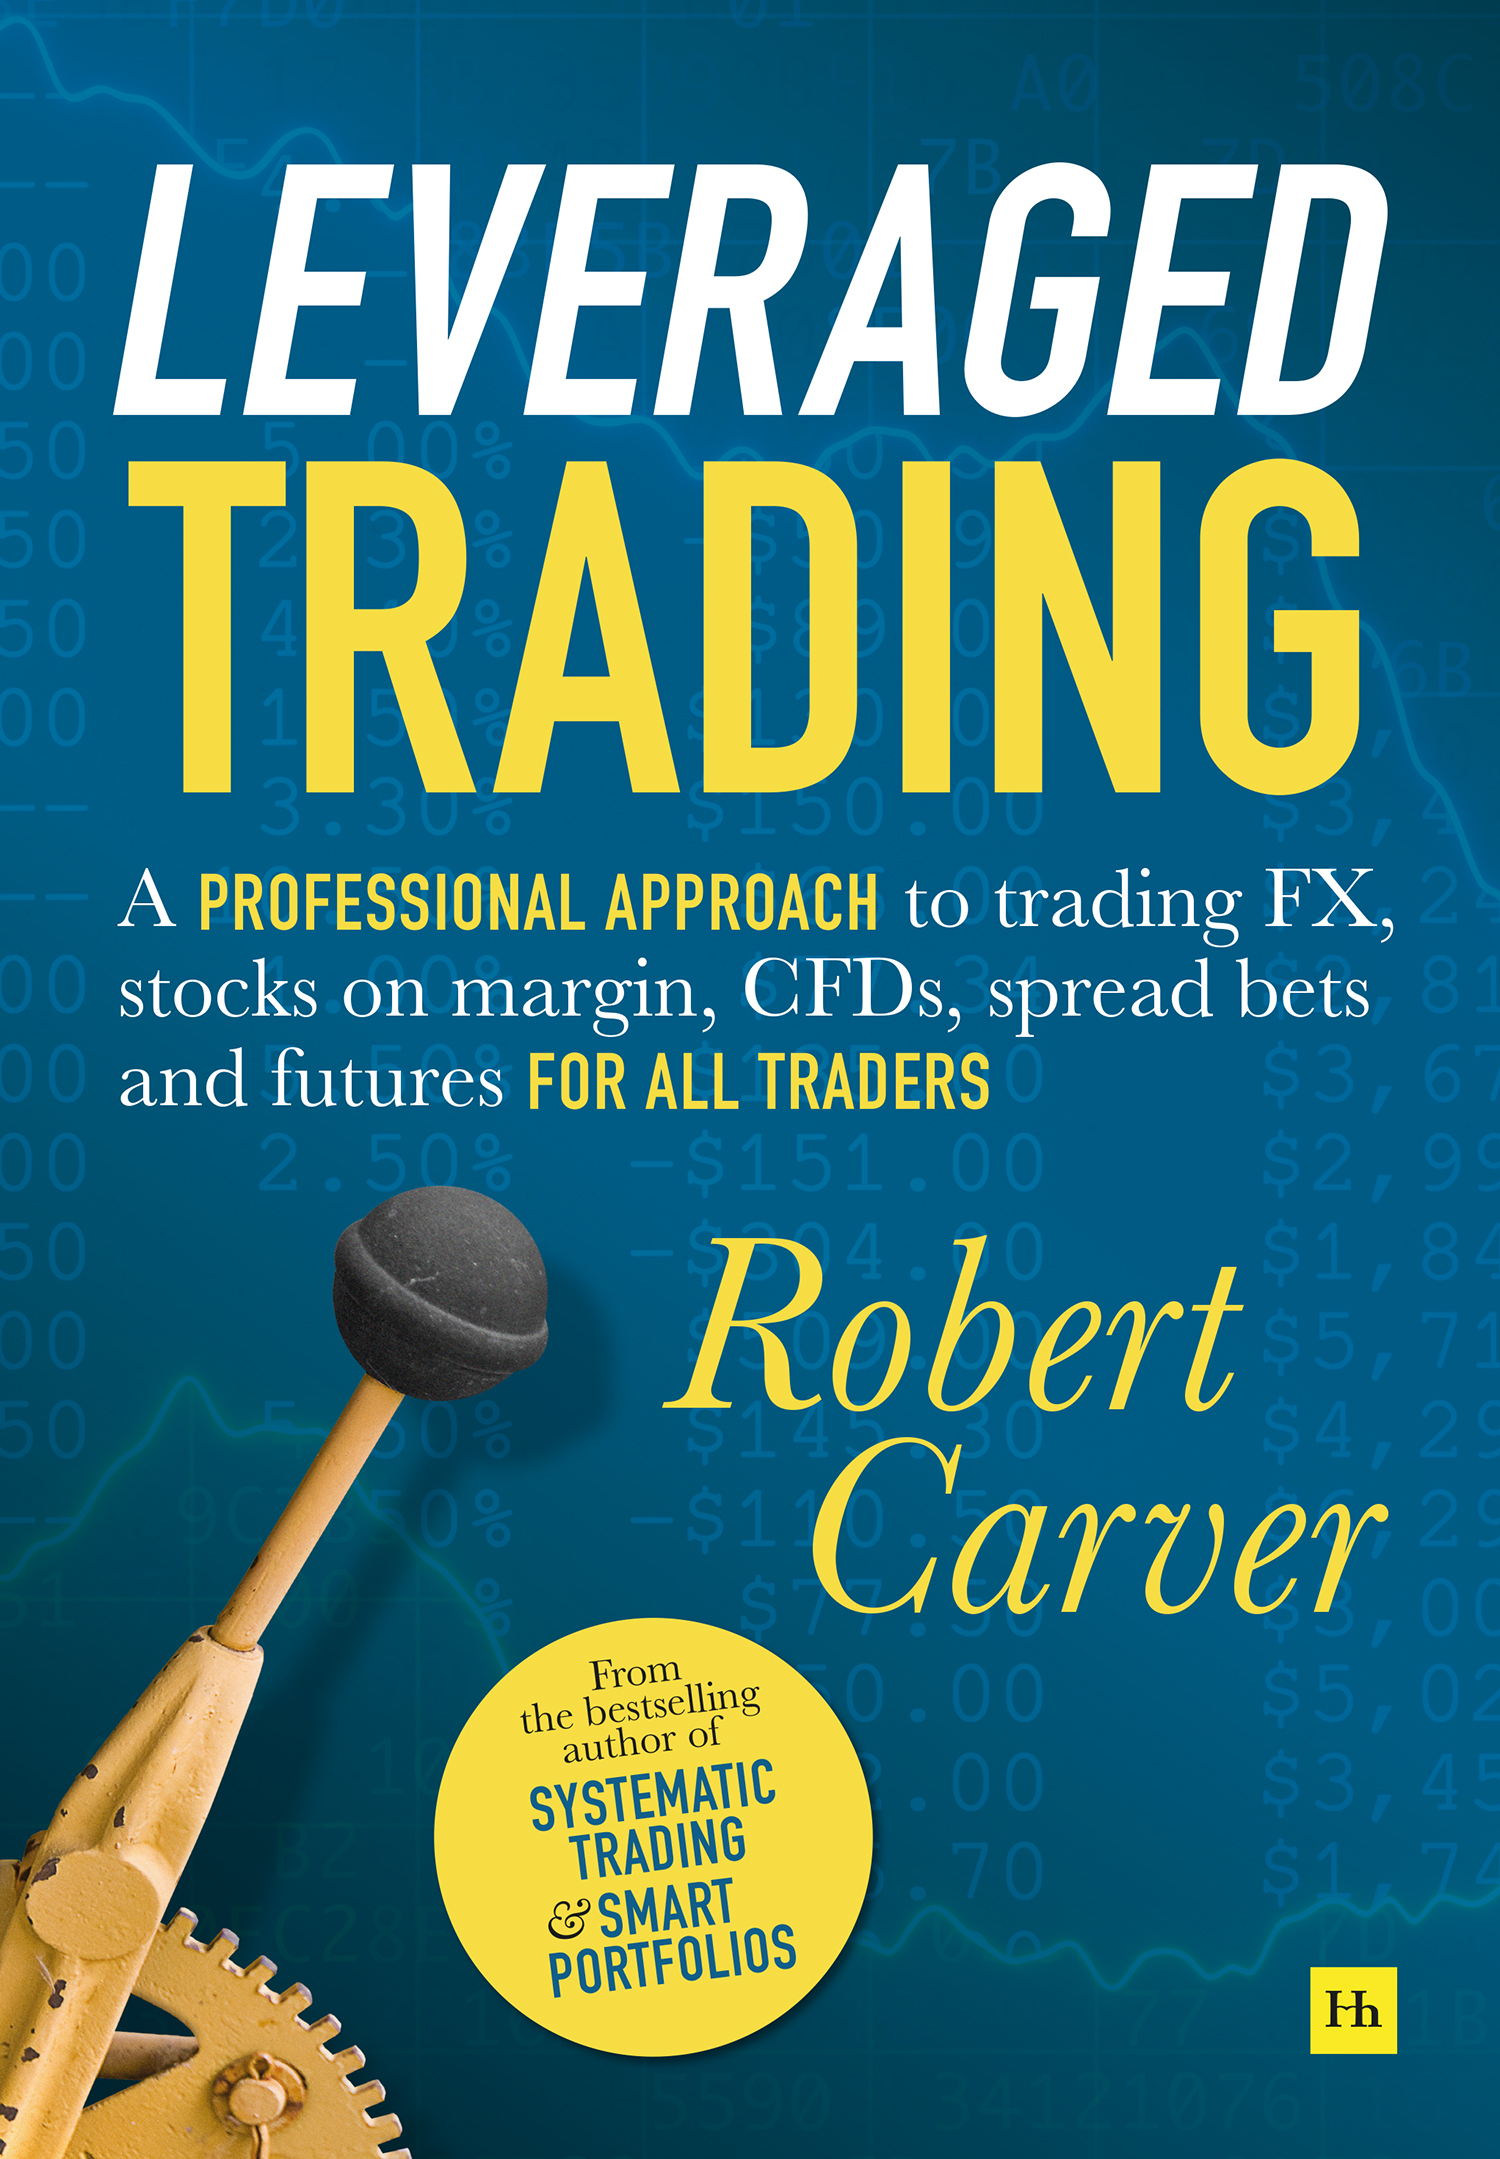 LEVERAGED
TRADING
A PROFESSIONAL APPROACH to trading FX,
stocks on margin, CFDs, spread bets
and futures FOR ALL TRADERS
Robert
Carver
From
the bestselling
author of
SYSTEMATIC
TRADING
& SMART
PORTFOLIOS
Hh